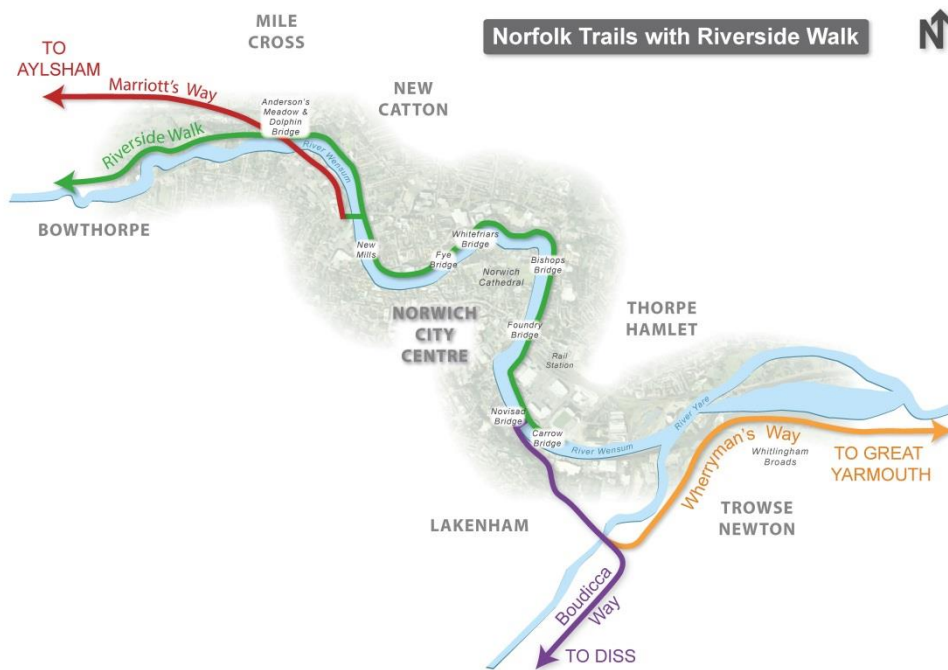 MILE
CROSS
Norfolk Trails with Riverside Walk
N
TO
AYLSHAM
Marriott's Way
NEW
CATTON
Anderson's
Meadow &
Dolphin
Bridge
Riverside Walk
River Wensum
BOWTHORPE
New
Mills
Fye
Bridge
Whitefriars
Bridge
Norwich
Cathedral
Bishops
Bridge
NORWICH
CITY
CENTRE
THORPE
HAMLET
Foundry
Bridge
Rail
Station
Novisad
Bridge
Carrow
Bridge
River Wensum
River Yare
Wherryman's Way
Whitlingham
Broads
TO GREAT
YARMOUTH
LAKENHAM
TROWSE
NEWTON
Boudicca
Way
TO DISS